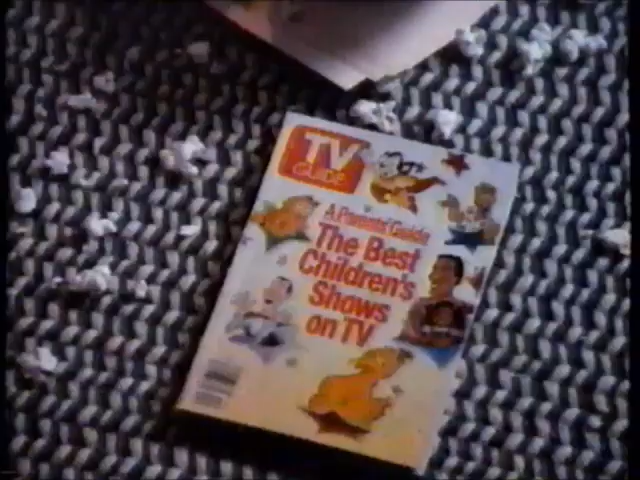 TV
GUIDE
A Parents' Guide
The Best
Children's
Shows
on TV